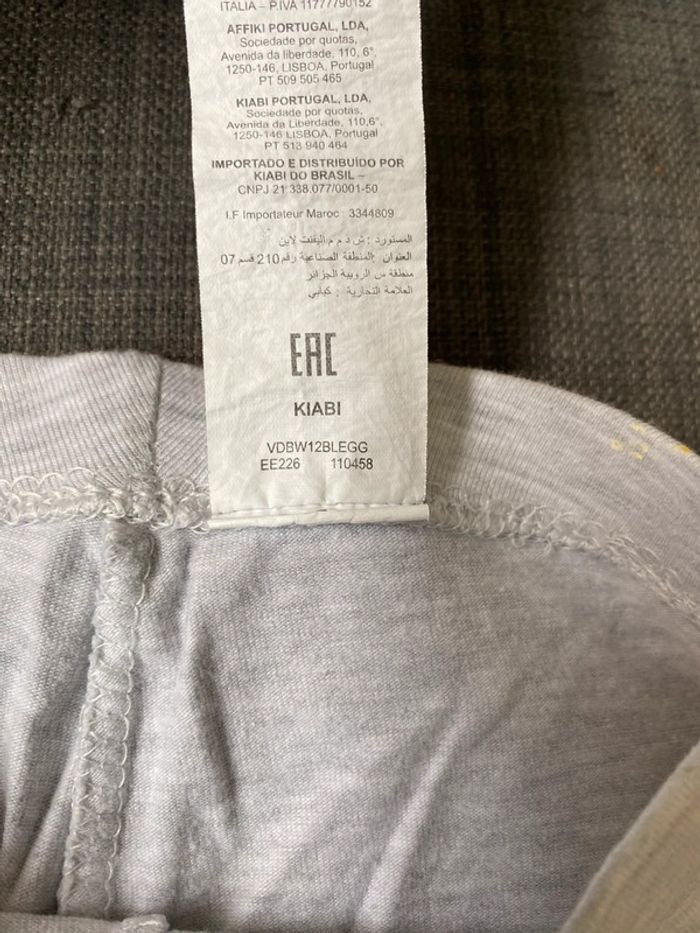 ITALIA – P.IVA 11777790152
AFFIKI PORTUGAL, LDA,
Sociedade por quotas,
Avenida da liberdade, 110, 6°,
1250-146, LISBOA, Portugal
PT 509 505 465
KIABI PORTUGAL, LDA,
Sociedade por quotas,
Avenida da Liberdade, 110,6°,
1250-146 LISBOA, Portugal
PT 513 940 464
IMPORTADO E DISTRIBUÍDO POR
KIABI DO BRASIL –
CNPJ 21 338.077/0001-50
I.F Importateur Maroc : 3344809
المستورد : ش ذ م م اليفنت لاين
العنوان : المنطقة الصناعية رقم 210 قسم 07
منطقة س الرويبة الجزائر
العلامة التجارية : كيابي
EAC
KIABI
VDBW12BLEGG
EE226 110458